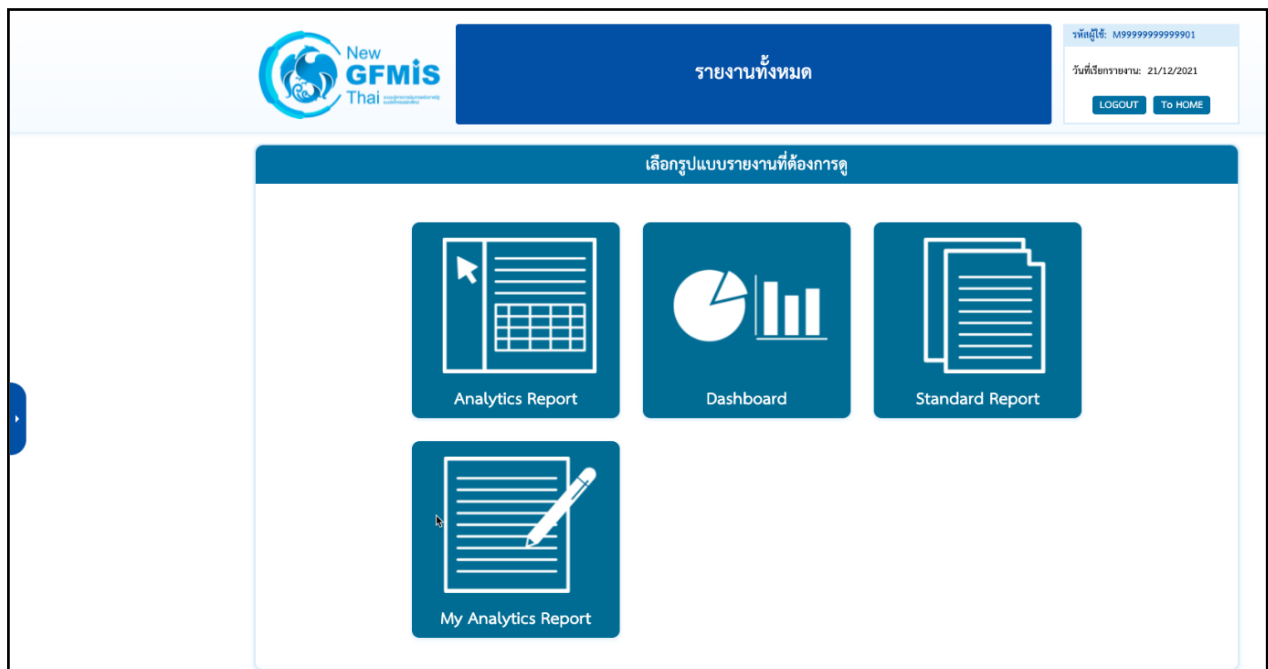 New
GFMiS
Thai
รายงานทั้งหมด
รหัสผู้ใช้: M99999999999901
วันที่เรียกรายงาน: 21/12/2021
LOGOUT To HOME
เลือกรูปแบบรายงานที่ต้องการดู
Analytics Report Dashboard Standard Report
My Analytics Report